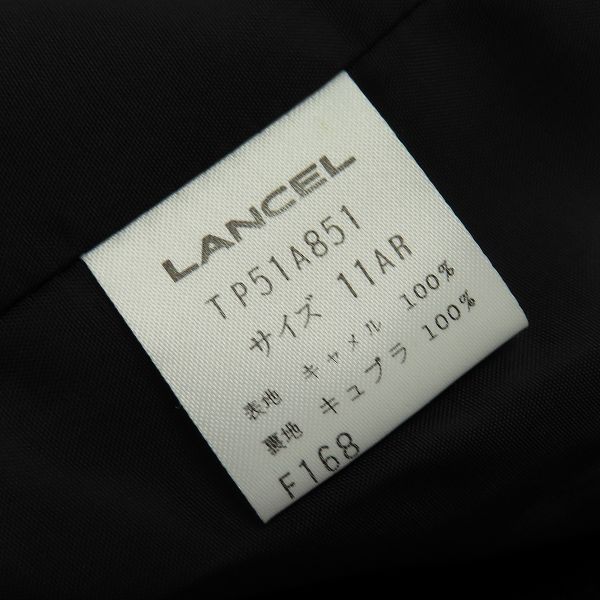 LANCEL
TP51A851
サイズ 11AR
表地 キャメル 100%
裏地 キュプラ 100%
F168